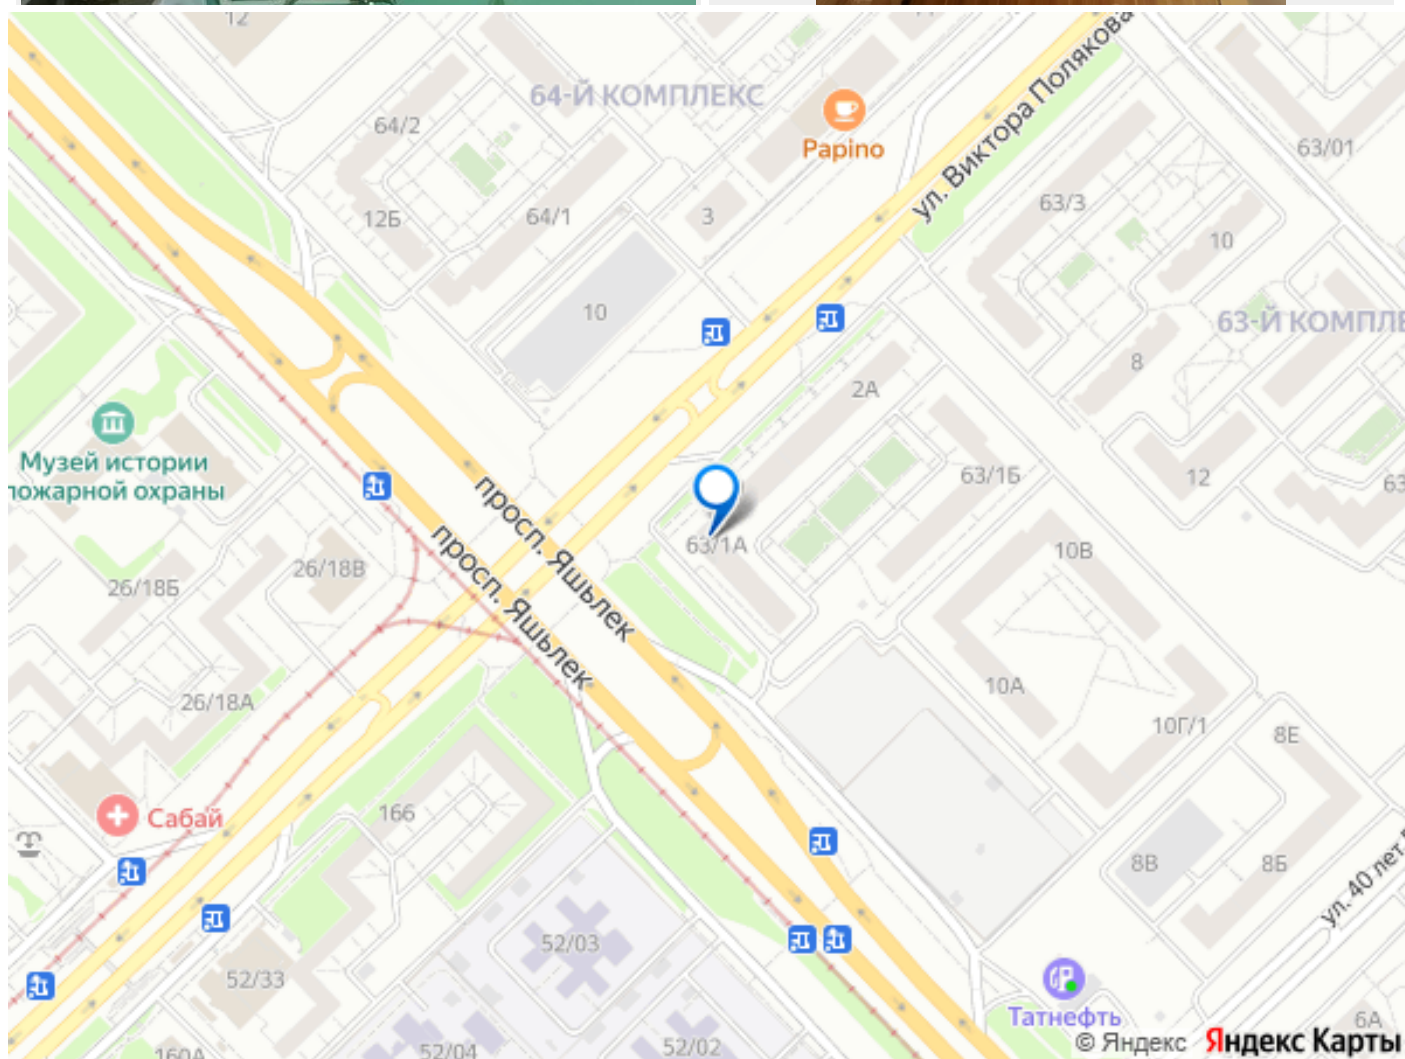 12
64-Й КОМПЛЕКС
64/2
Papino
ул. Виктора Полякова
63/01
12Б
64/1
3
63/3
10
10
63-Й КОМПЛЕ
8
2А
Музей истории
пожарной охраны
63/1Б
12
63
просп. Яшьлек
просп. Яшьлек
63/1А
10В
26/18В
26/18Б
26/18А
10А
10Г/1
8Е
Сабай
166
8В
8Б
ул. 40 лет
52/03
52/33
Татнефть
6А
160А
52/04
52/02
© Яндекс Яндекс Карты